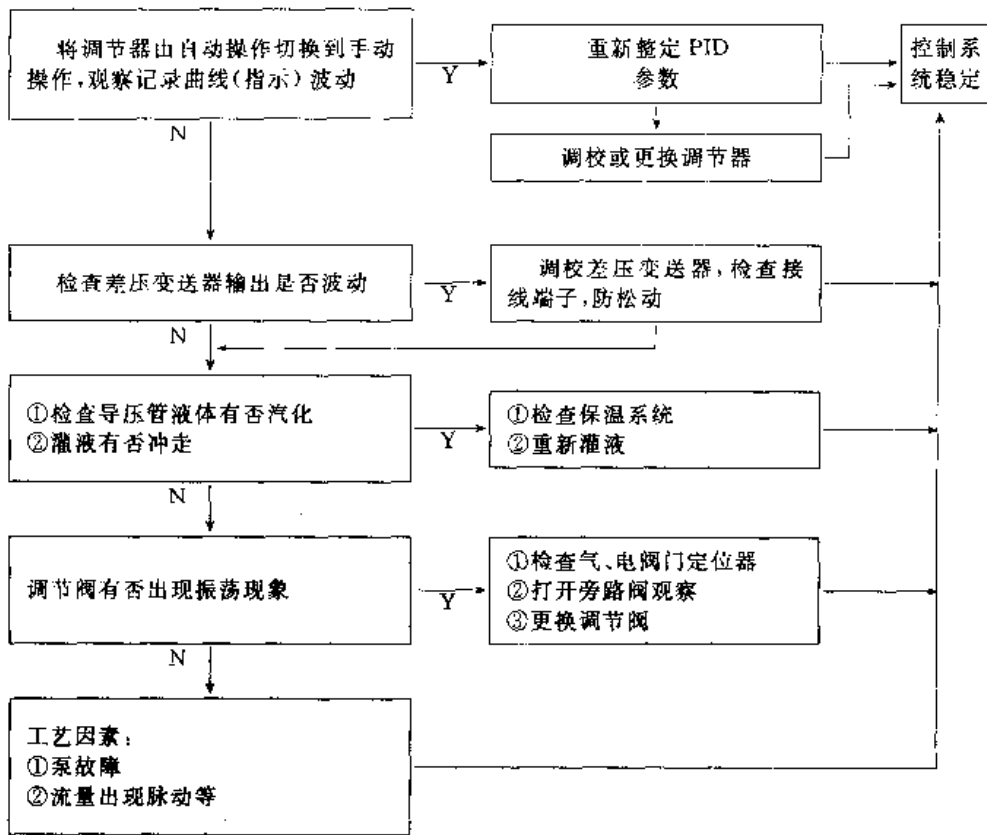 将调节器由自动操作切换到手动
操作,观察记录曲线(指示)波动
Y
重新整定 PID
参数
控制系
统稳定
N
调校或更换调节器
检查差压变送器输出是否波动
Y
调校差压变送器,检查接
线端子,防松动
N
①检查导压管液体有否汽化
②灌液有否冲走
Y
①检查保温系统
②重新灌液
N
调节阀有否出现振荡现象
Y
①检查气、电阀门定位器
②打开旁路阀观察
③更换调节阀
N
工艺因素:
①泵故障
②流量出现脉动等